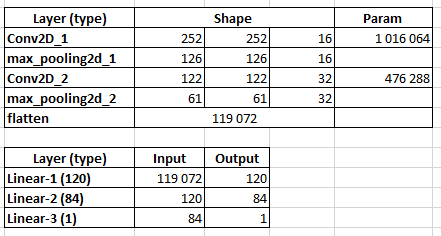 Layer (type) Shape Param
Conv2D_1 252 252 16 1 016 064
max_pooling2d_1 126 126 16
Conv2D_2 122 122 32 476 288
max_pooling2d_2 61 61 32
flatten 119 072
Layer (type) Input Output
Linear-1 (120) 119 072 120
Linear-2 (84) 120 84
Linear-3 (1) 84 1